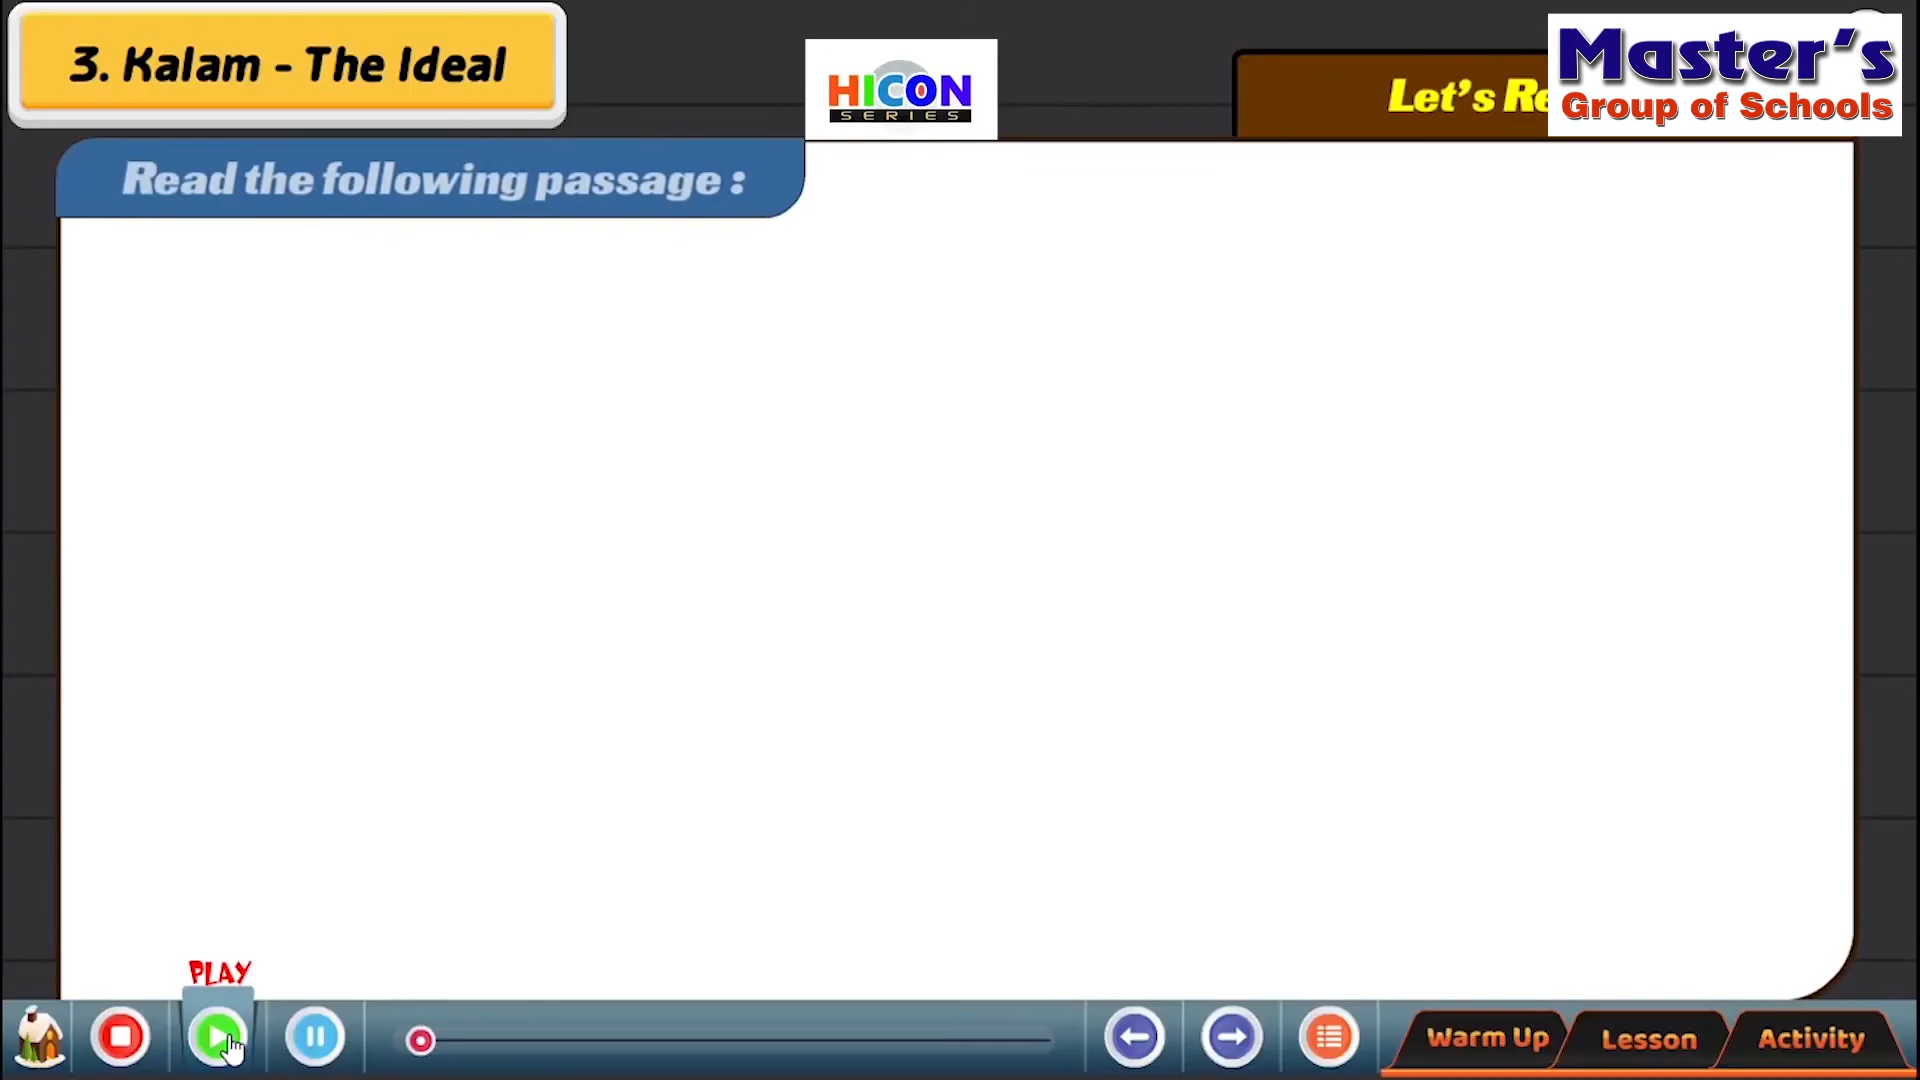 3. Kalam - The Ideal
HICON
SERIES
Let's
Master's
Group of Schools
Read the following passage :
PLAY
Warm Up
Lesson
Activity